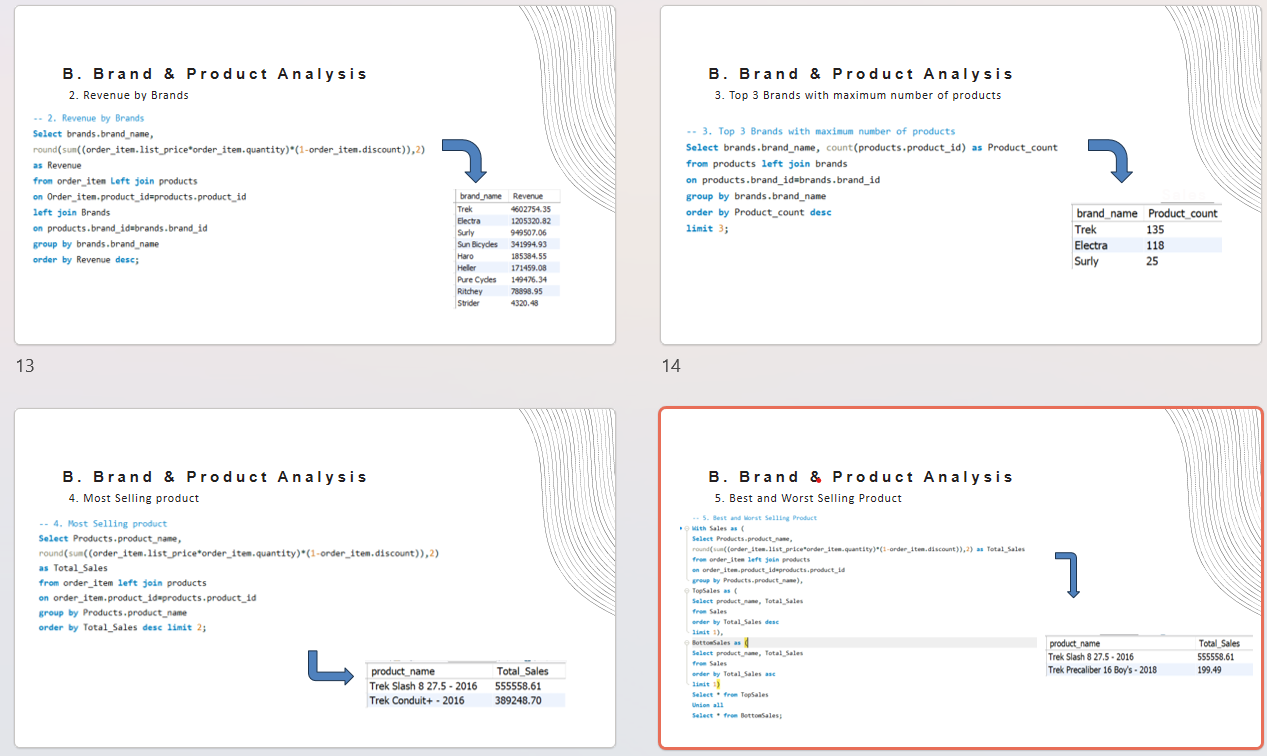 B. Brand & Product Analysis
2. Revenue by Brands
-- 2. Revenue by Brands
Select brands.brand_name,
round(sum((order_item.list_price*order_item.quantity)*(1-order_item.discount)),2)
as Revenue
from order_item Left join products
on Order_item.product_id=products.product_id
left join Brands
on products.brand_id=brands.brand_id
group by brands.brand_name
order by Revenue desc;
brand_name Revenue
Trek 4602754.35
Electra 1205320.82
Surly 949507.06
Sun Bicycles 341994.93
Haro 185384.55
Heller 171459.08
Pure Cycles 149476.34
Ritchey 78898.95
Strider 4320.48
13
B. Brand & Product Analysis
3. Top 3 Brands with maximum number of products
-- 3. Top 3 Brands with maximum number of products
Select brands.brand_name, count(products.product_id) as Product_count
from products left join brands
on products.brand_id=brands.brand_id
group by brands.brand_name
order by Product_count desc
limit 3;
brand_name Product_count
Trek 135
Electra 118
Surly 25
14
B. Brand & Product Analysis
4. Most Selling product
-- 4. Most Selling product
Select Products.product_name,
round(sum((order_item.list_price*order_item.quantity)*(1-order_item.discount)),2)
as Total_Sales
from order_item left join products
on order_item.product_id=products.product_id
group by Products.product_name
order by Total_Sales desc limit 2;
product_name Total_Sales
Trek Slash 8 27.5 - 2016 555558.61
Trek Conduit+ - 2016 389248.70
B. Brand & Product Analysis
5. Best and Worst Selling Product
-- 5. Best and Worst Selling Product
With Sales as (
Select Products.product_name,
round(sum((order_item.list_price*order_item.quantity)*(1-order_item.discount)),2) as Total_Sales
from order_item left join products
on order_item.product_id=products.product_id
group by Products.product_name),
TopSales as (
Select product_name, Total_Sales
from Sales
order by Total_Sales desc
limit 1),
BottomSales as (
Select product_name, Total_Sales
from Sales
order by Total_Sales asc
limit 1)
Select * from TopSales
Union all
Select * from BottomSales;
product_name Total_Sales
Trek Slash 8 27.5 - 2016 555558.61
Trek Precaliber 16 Boy's - 2018 199.49